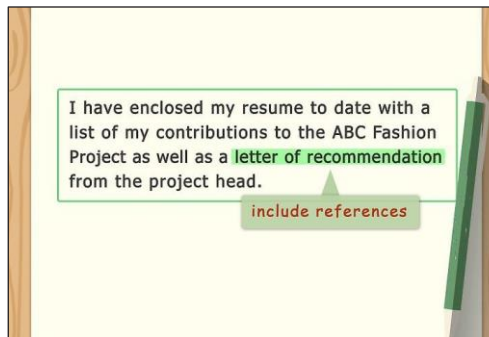 I have enclosed my resume to date with a
list of my contributions to the ABC Fashion
Project as well as a letter of recommendation
from the project head.
include references